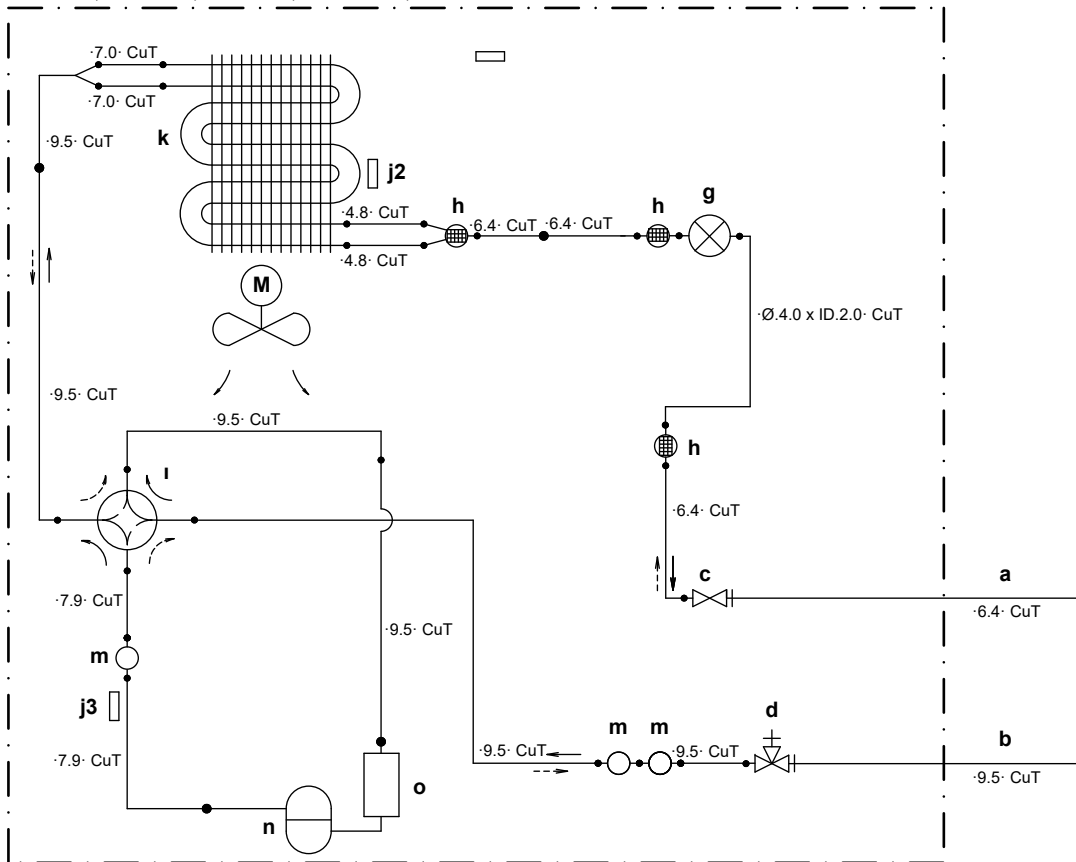 ·7.0· CuT
·7.0· CuT
k
·9.5· CuT
j2
·4.8· CuT
h
·6.4· CuT
·6.4· CuT
h
g
·4.8· CuT
M
·Ø.4.0 x ID.2.0· CuT
·9.5· CuT
·9.5· CuT
h
·6.4· CuT
c
a
·6.4· CuT
·7.9· CuT
·9.5· CuT
m
j3
·7.9· CuT
m
m
d
b
·9.5· CuT
·9.5· CuT
·9.5· CuT
o
n